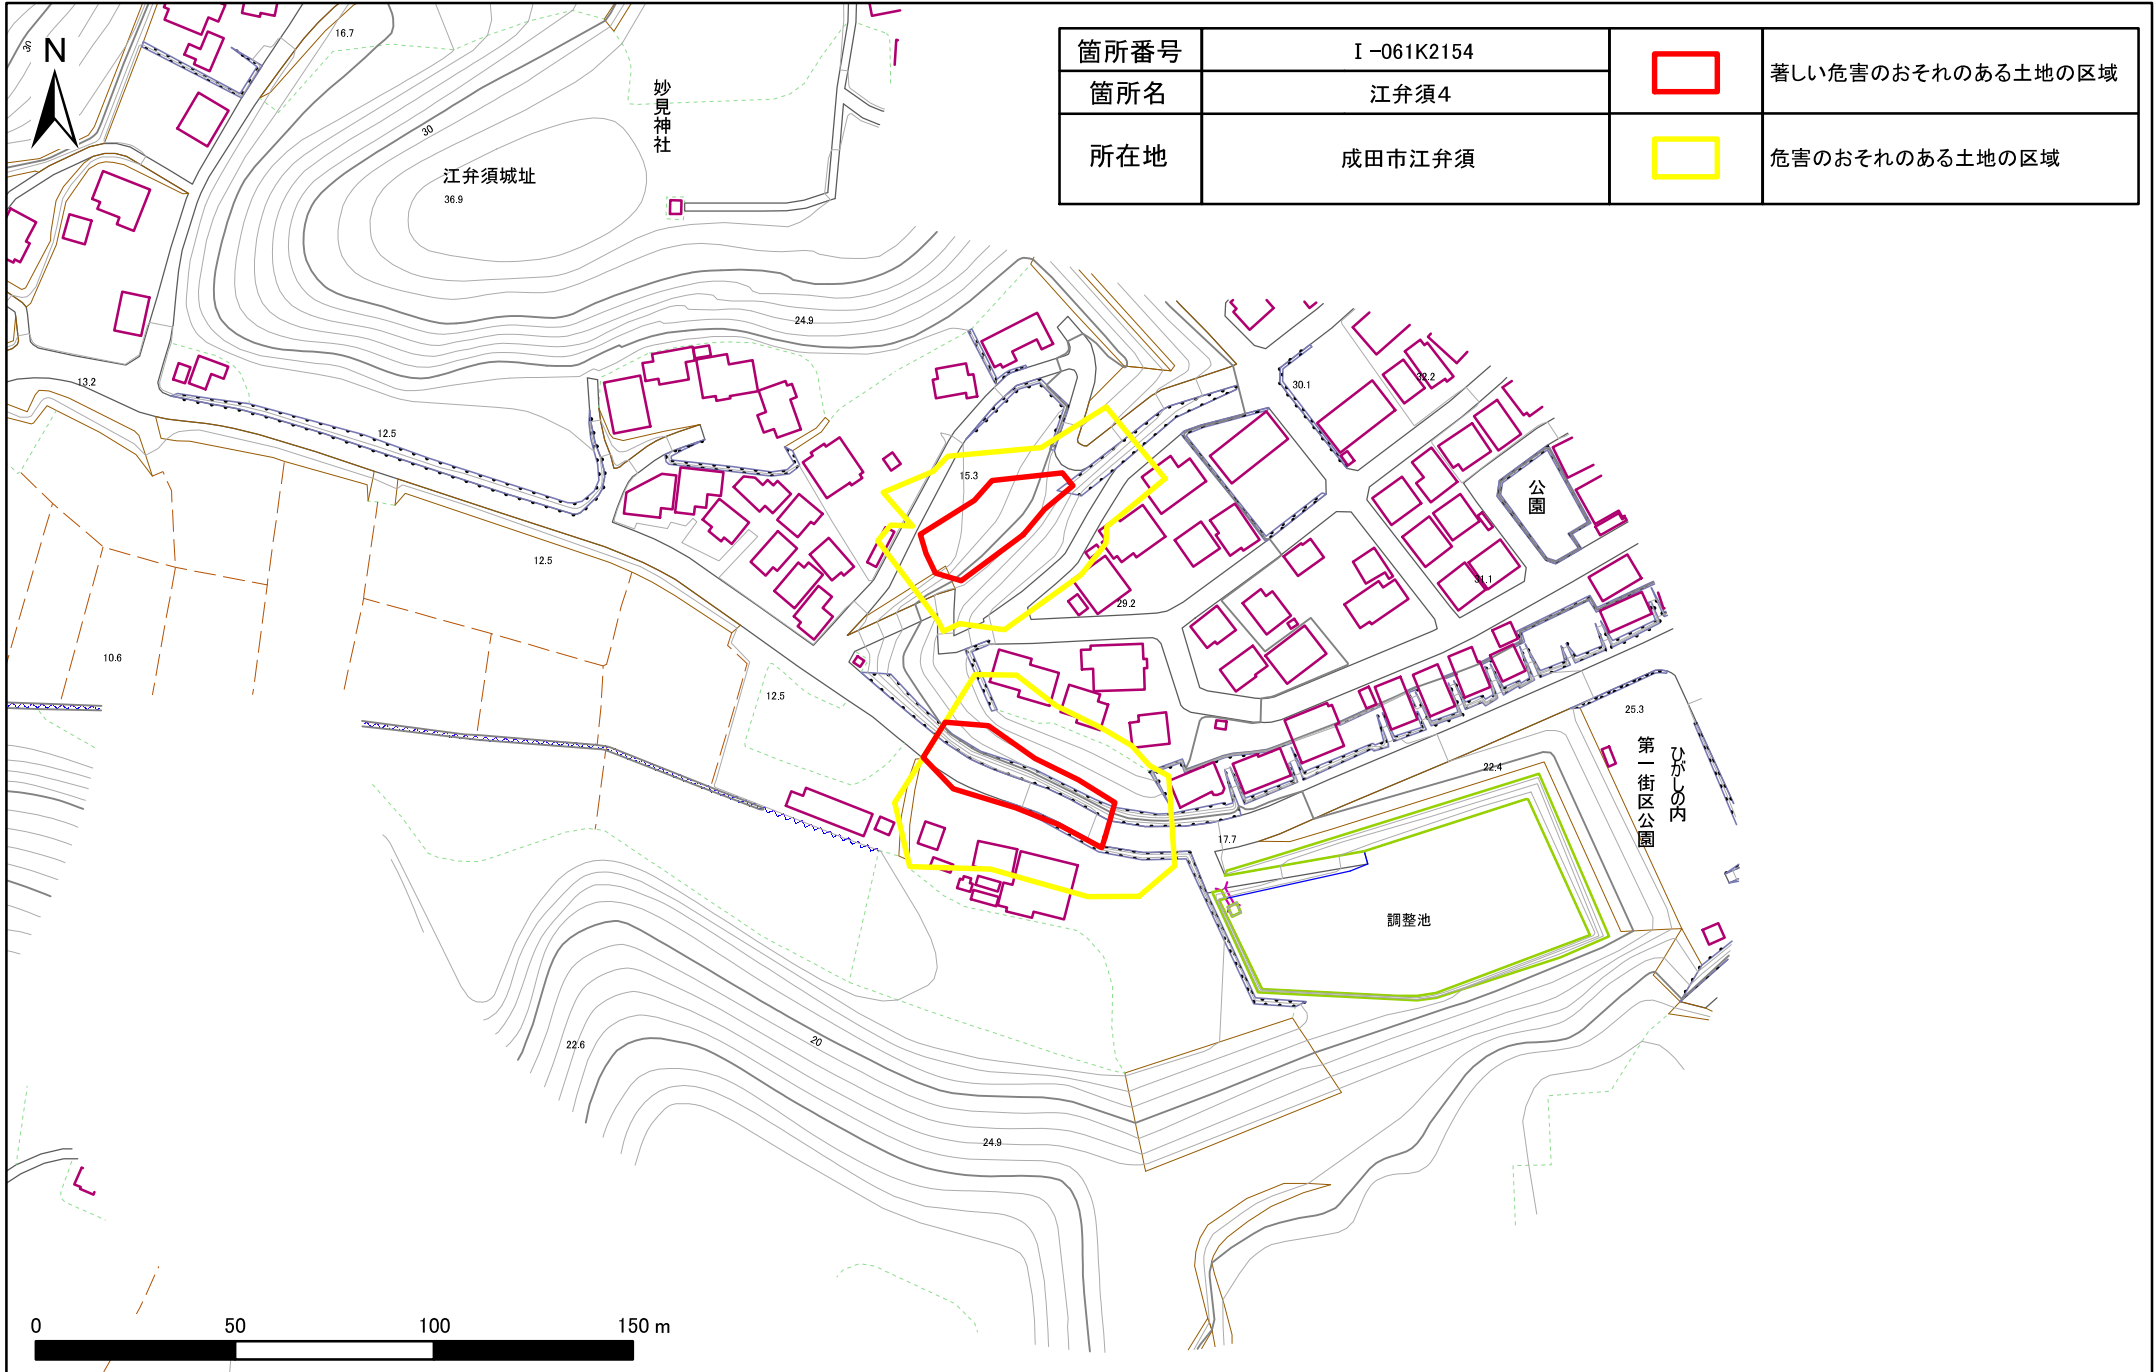 箇所番号 I-061K2154
箇所名 江弁須4
所在地 成田市江弁須
著しい危害のおそれのある土地の区域
危害のおそれのある土地の区域
N
30
16.7
妙見神社
30
江弁須城址
36.9
24.9
13.2
12.5
30.1
32.2
15.3
公園
12.5
31.1
29.2
10.6
12.5
25.3
ひがしの内
第一街区公園
22.4
17.7
調整池
22.6
20
24.9
0 50 100 150 m